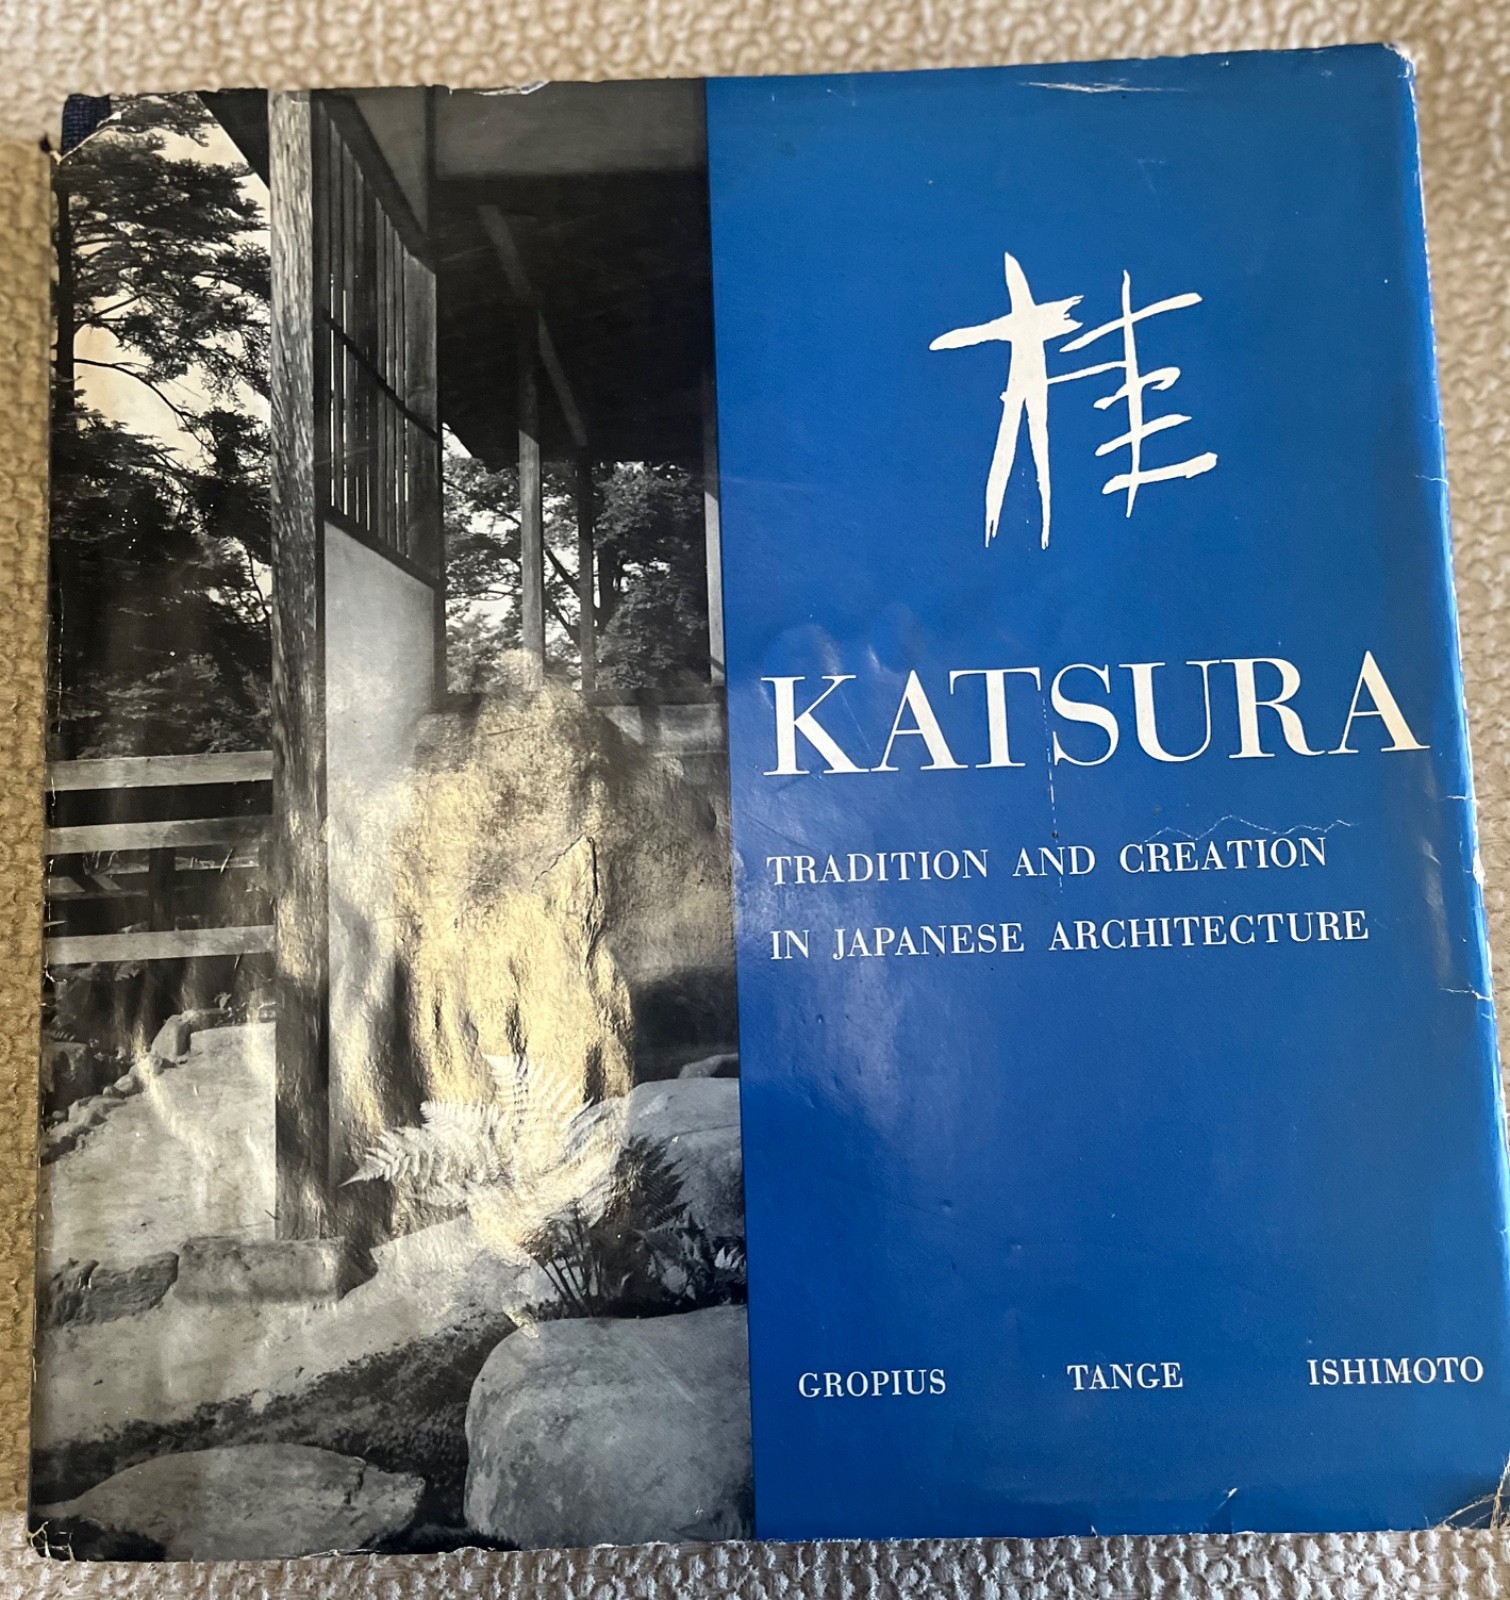 桂
KATSURA
TRADITION AND CREATION
IN JAPANESE ARCHITECTURE
GROPIUS TANGE ISHIMOTO